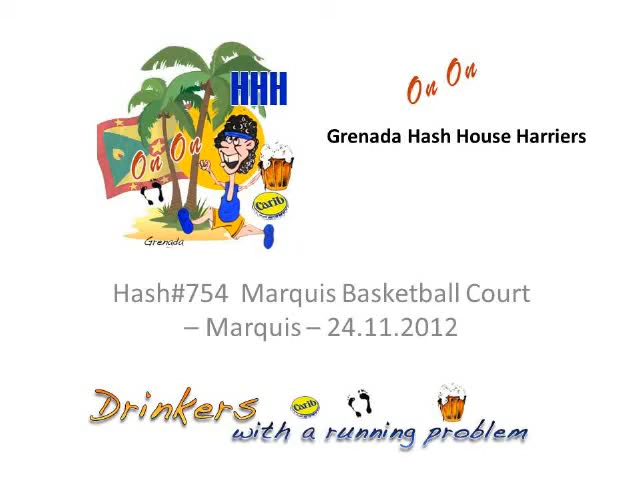 HHH
On On
Carib
Grenada
On On
Grenada Hash House Harriers
Hash#754 Marquis Basketball Court
– Marquis – 24.11.2012
Drinkers
Carib
with a running problem